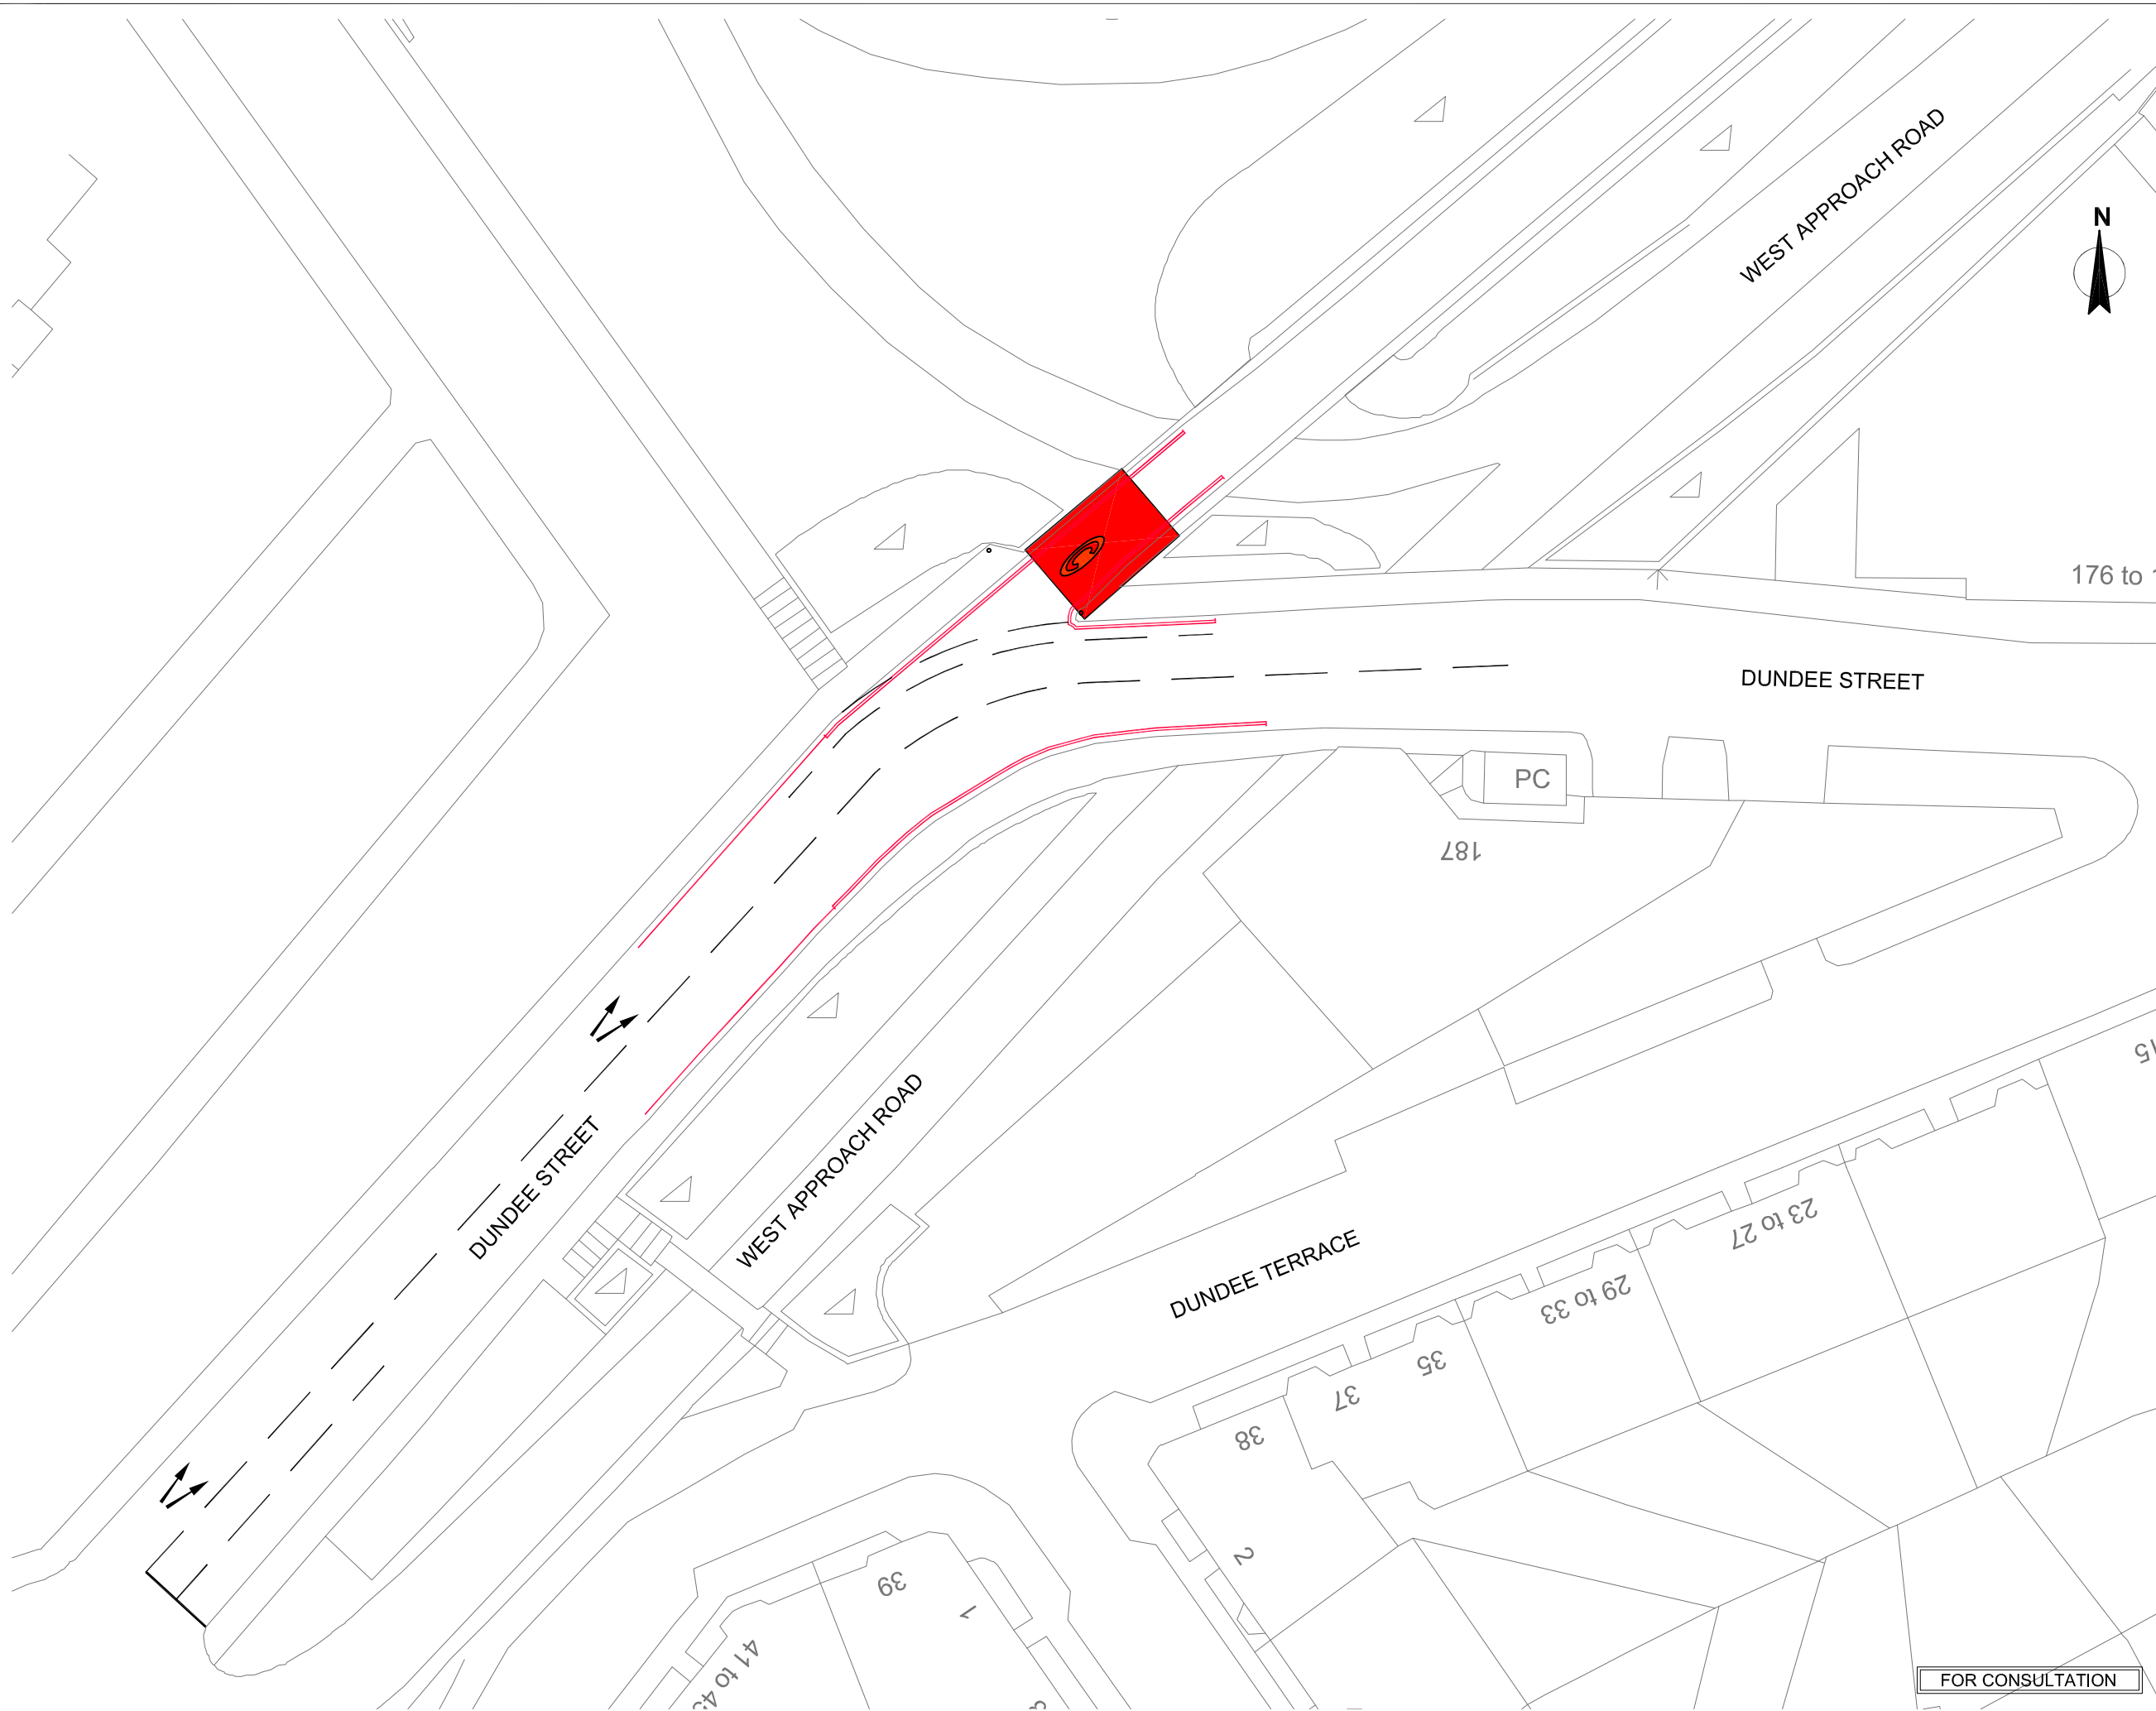 WEST APPROACH ROAD
N
C
176 to
DUNDEE STREET
PC
187
15
WEST APPROACH ROAD
DUNDEE STREET
23 to 27
DUNDEE TERRACE
29 to 33
35
37
38
2
39
1
41 to
FOR CONSULTATION